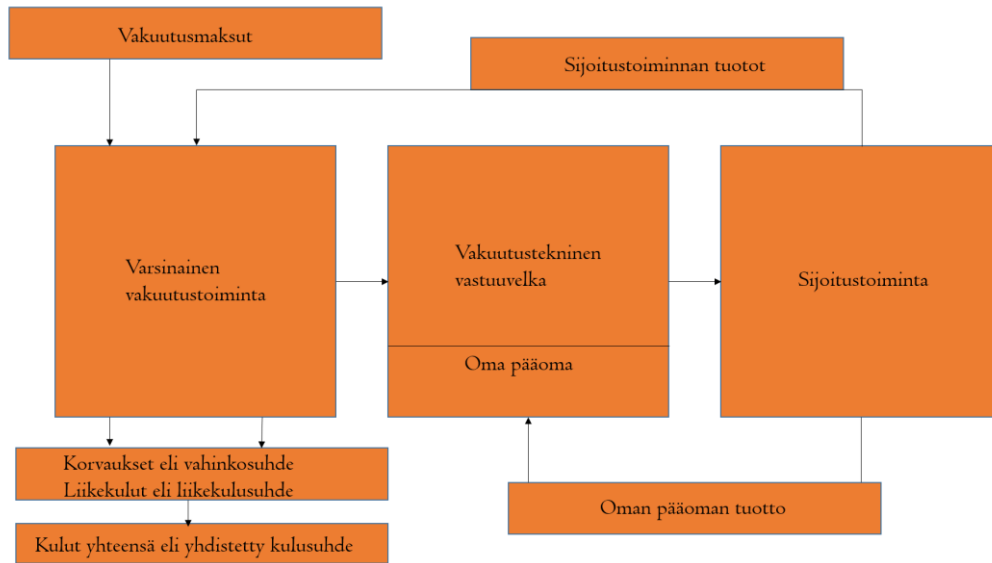 Vakuutusmaksut
Sijoitustoiminnan tuotot
Varsinainen
vakuutustoiminta
Vakuutustekninen
vastuuvelka
Sijoitustoiminta
Oma pääoma
Korvaukset eli vahinkosuhde
Liikekulut eli liikekulusuhde
Oman pääoman tuotto
Kulut yhteensä eli yhdistetty kulusuhde